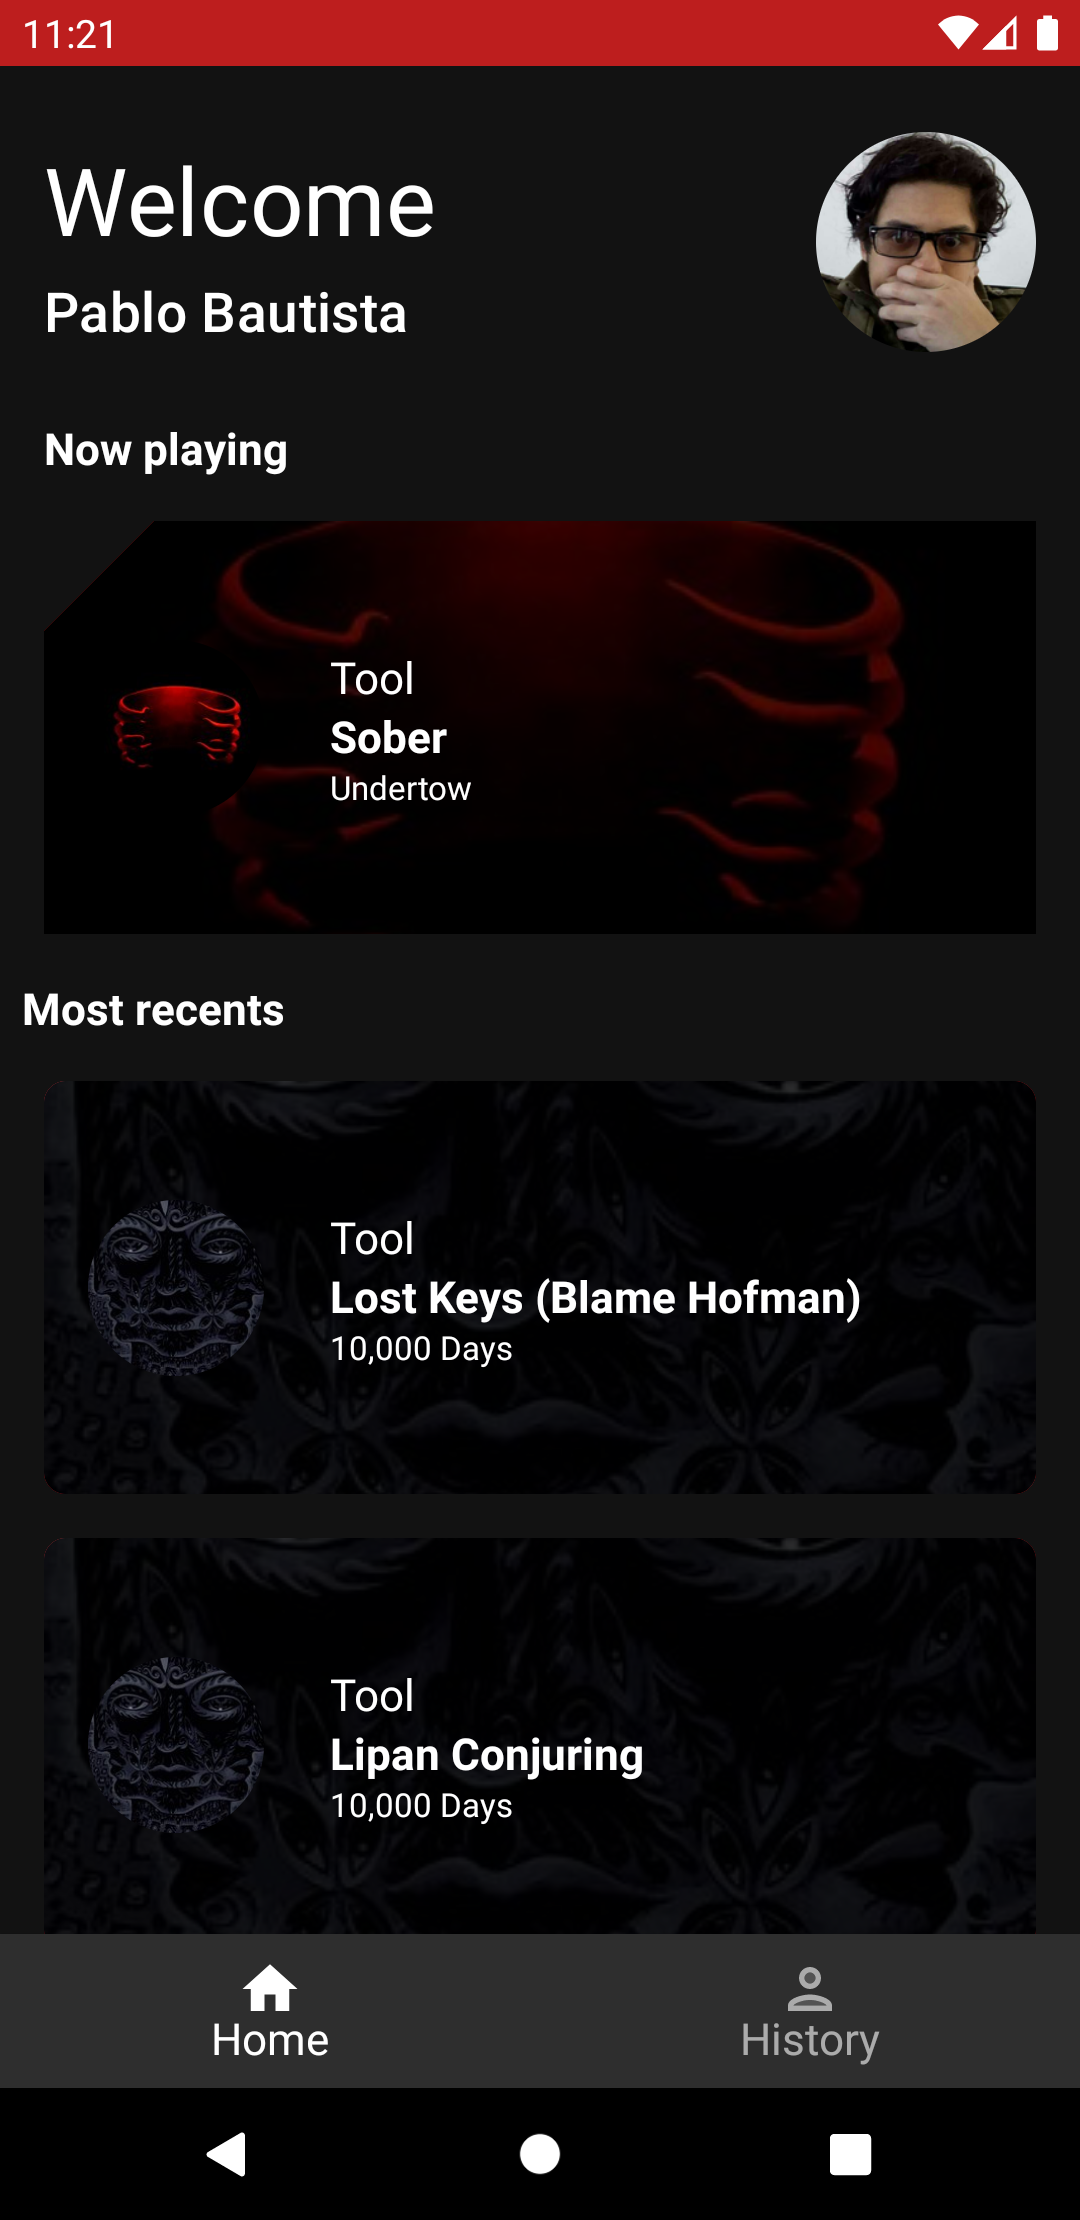 11:21
Welcome
Pablo Bautista
Now playing
Tool
Sober
Undertow
Most recents
Tool
Lost Keys (Blame Hofman)
10,000 Days
Tool
Lipan Conjuring
10,000 Days
Home
History